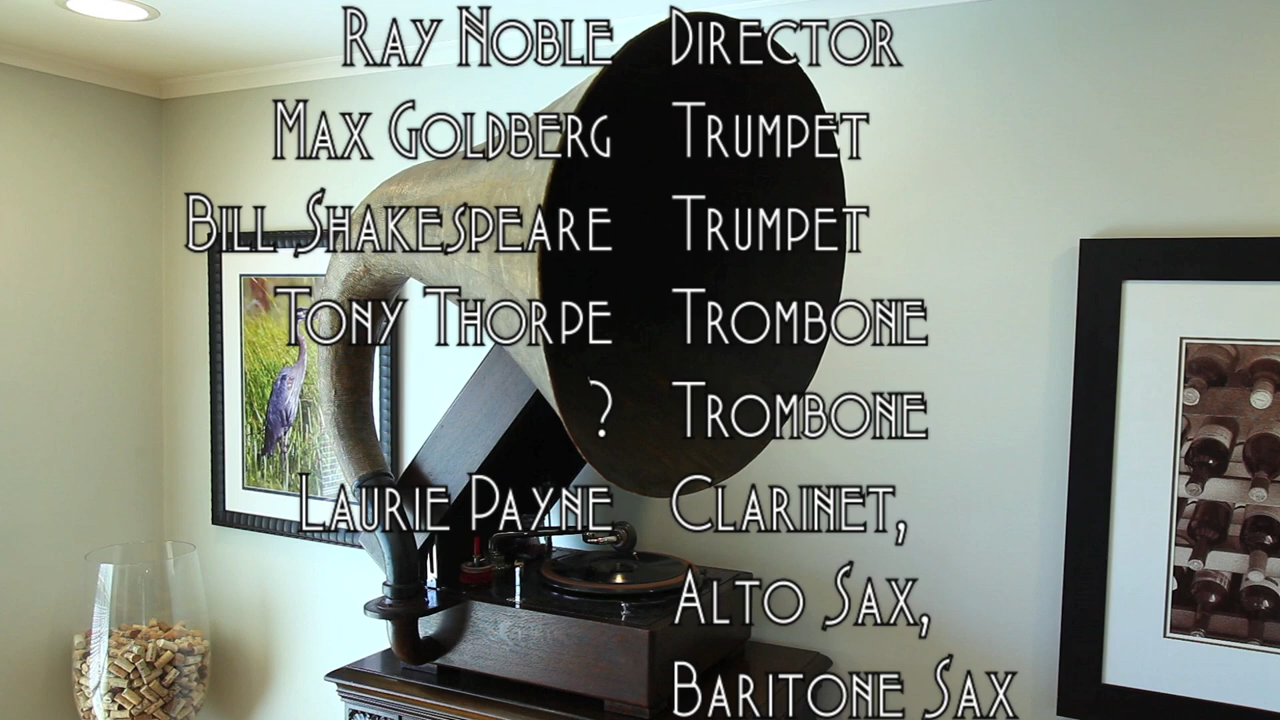 Ray Noble Director
Max Goldberg Trumpet
Bill Shakespeare Trumpet
Tony Thorpe Trombone
? Trombone
Laurie Payne Clarinet,
Alto Sax,
Baritone Sax